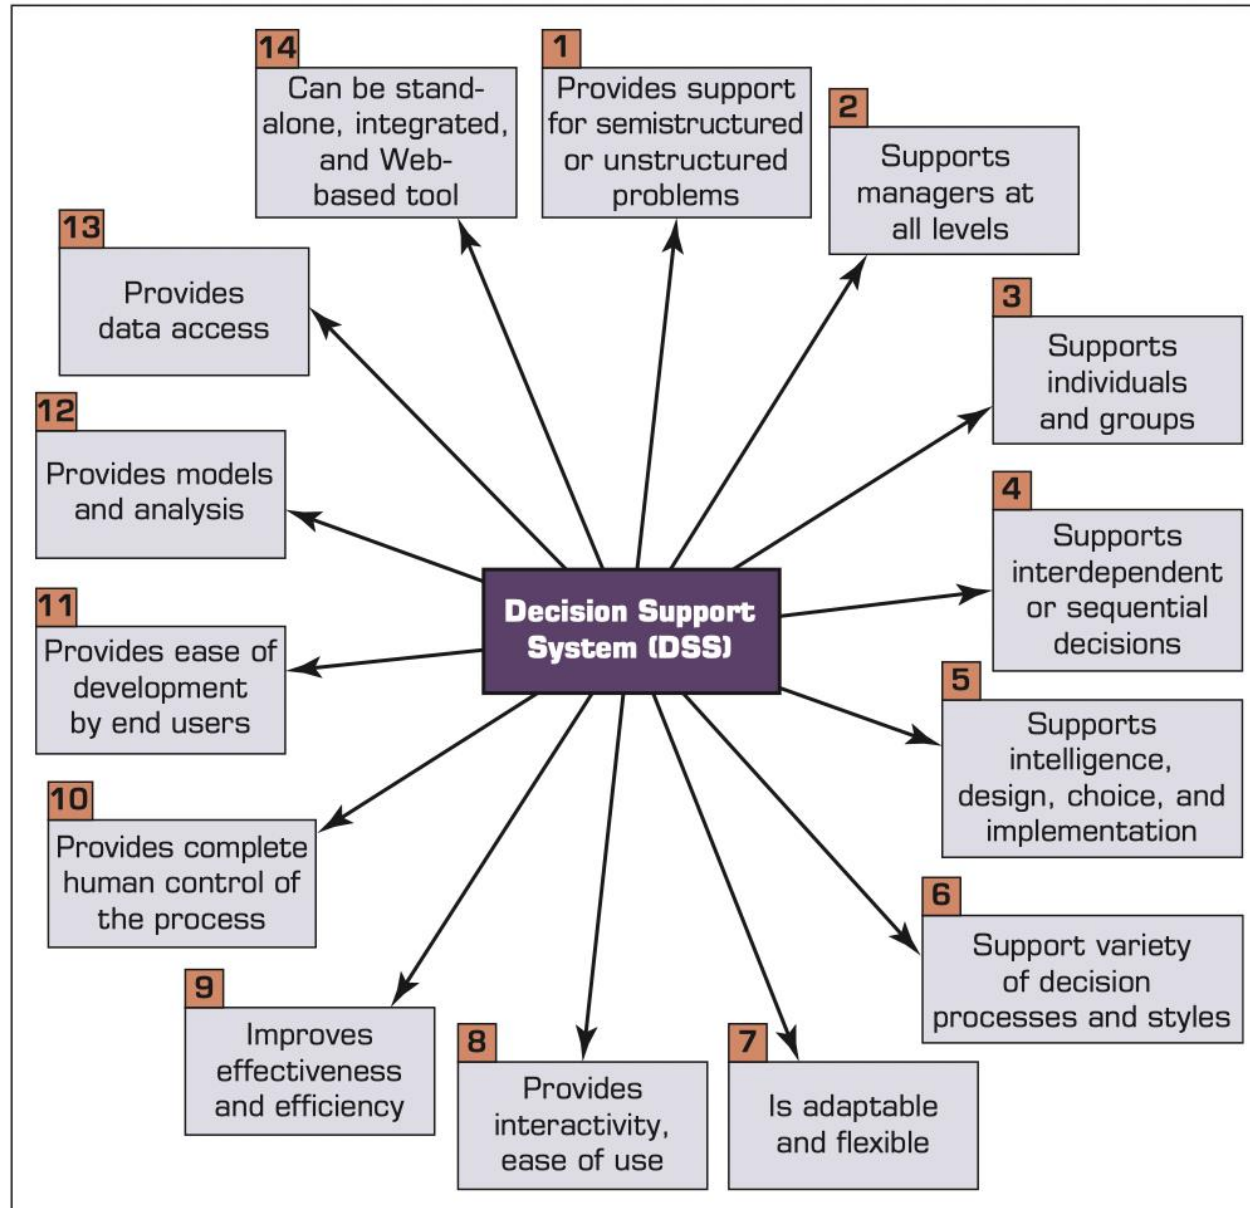 14
Can be stand-
alone, integrated,
and Web-
based tool
1
Provides support
for semistructured
or unstructured
problems
2
Supports
managers at
all levels
3
Supports
individuals
and groups
4
Supports
interdependent
or sequential
decisions
5
Supports
intelligence,
design, choice, and
implementation
6
Support variety
of decision
processes and styles
7
Is adaptable
and flexible
8
Provides
interactivity,
ease of use
9
Improves
effectiveness
and efficiency
10
Provides complete
human control of
the process
11
Provides ease of
development
by end users
12
Provides models
and analysis
13
Provides
data access
Decision Support
System (DSS)